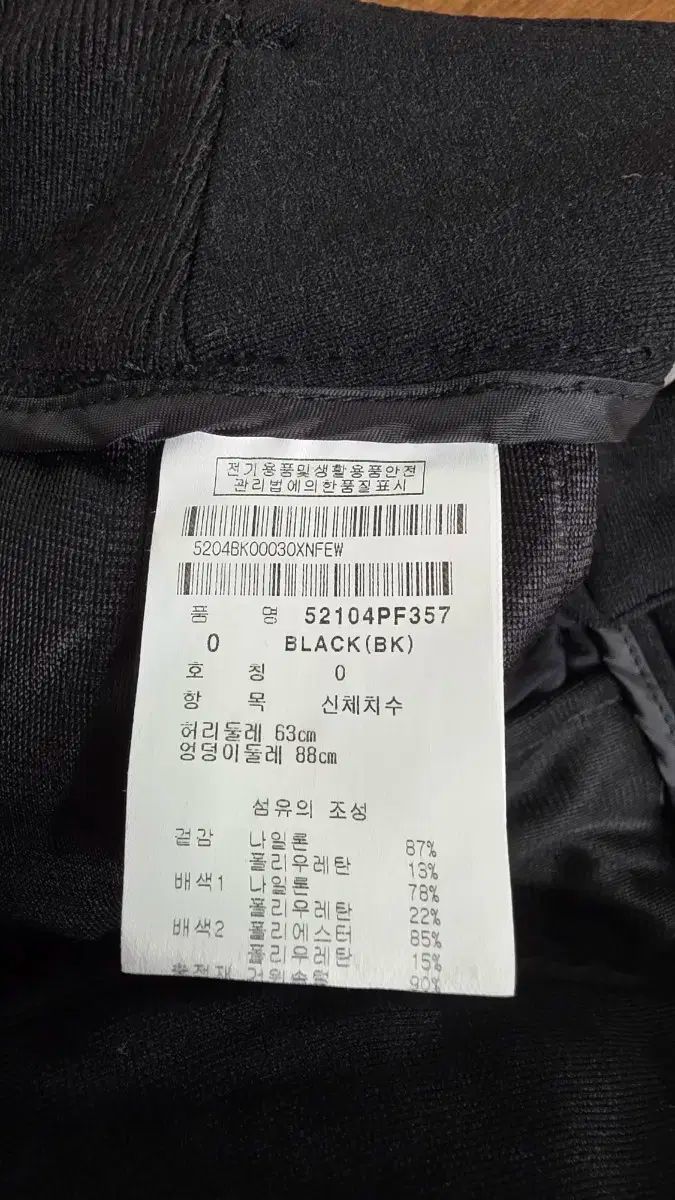 전기용품및생활용품안전
관리법에의한품질표시
5204BK00030XNFEW
품 명 52104PF357
0 BLACK(BK)
호 칭 0
항 목 신체치수
허리둘레 63cm
엉덩이둘레 88cm
섬유의 조성
겉감 나일론 87%
폴리우레탄 13%
배색1 나일론 78%
폴리우레탄 22%
배색2 폴리에스터 85%
폴리우레탄 15%
충전재 90%